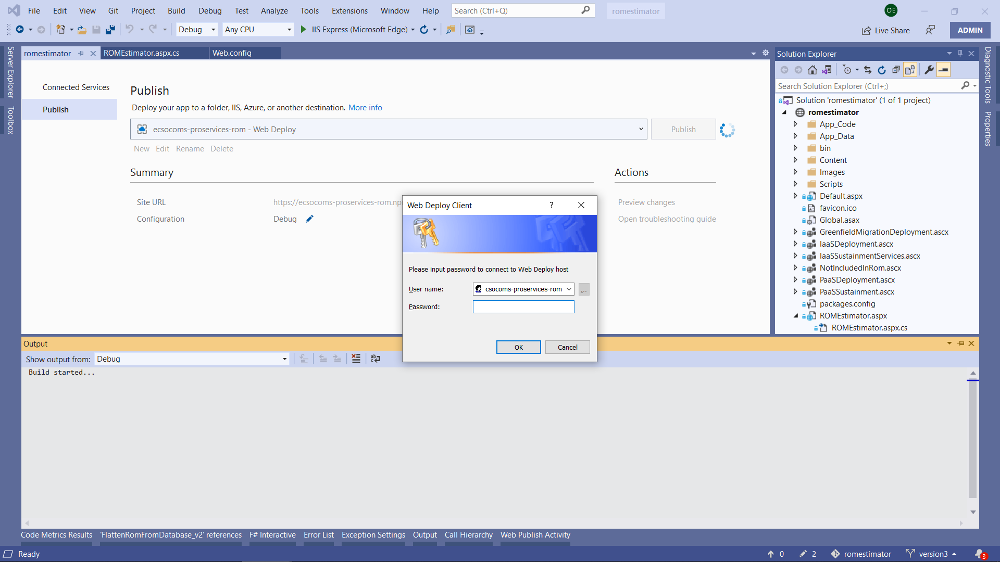 File Edit View Git Project Build Debug Test Analyze Tools Extensions Window Help Search (Ctrl+Q) romestimator OE
Debug Any CPU IIS Express (Microsoft Edge) Live Share ADMIN
Server Explorer
Toolbox
romestimator ROMEstimator.aspx.cs Web.config
Connected Services
Publish
Publish
Deploy your app to a folder, IIS, Azure, or another destination. More info
ecsocoms-proservices-rom - Web Deploy Publish
New Edit Rename Delete
Summary
Site URL https://ecsocoms-proservices-rom.np
Configuration Debug
Actions
Preview changes
Open troubleshooting guide
Web Deploy Client ?
Please input password to connect to Web Deploy host
User name: csocoms-proservices-rom ...
Password:
OK Cancel
Solution Explorer
Search Solution Explorer (Ctrl+;)
Solution 'romestimator' (1 of 1 project)
romestimator
App_Code
App_Data
bin
Content
Images
Scripts
Default.aspx
favicon.ico
Global.asax
GreenfieldMigrationDeployment.ascx
IaaSDeployment.ascx
IaaSSustainmentServices.ascx
NotIncludedInRom.ascx
PaaSDeployment.ascx
PaaSSustainment.ascx
packages.config
ROMEstimator.aspx
ROMEstimator.aspx.cs
Diagnostic Tools
Properties
Output
Show output from: Debug
Build started...
Code Metrics Results 'FlattenRomFromDatabase_v2' references F# Interactive Error List Exception Settings Output Call Hierarchy Web Publish Activity
Ready 0 2 romestimator version3 3